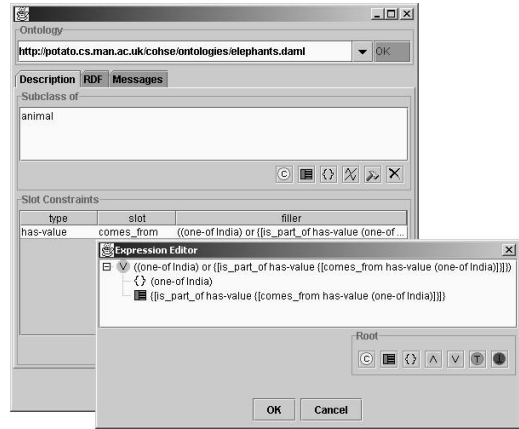 Ontology
http://potato.cs.man.ac.uk/cohse/ontologies/elephants.daml
OK
Description RDF Messages
Subclass of
animal
C {}
Slot Constraints
type slot filler
has-value comes_from ((one-of India) or {[is_part_of has-value (one-of ...
Expression Editor
V ((one-of India) or {[is_part_of has-value {[comes_from has-value (one-of India)]}]})
{} (one-of India)
{[is_part_of has-value {[comes_from has-value (one-of India)]}]}
Root
C {} ∧ ∨ T ⊥
OK Cancel